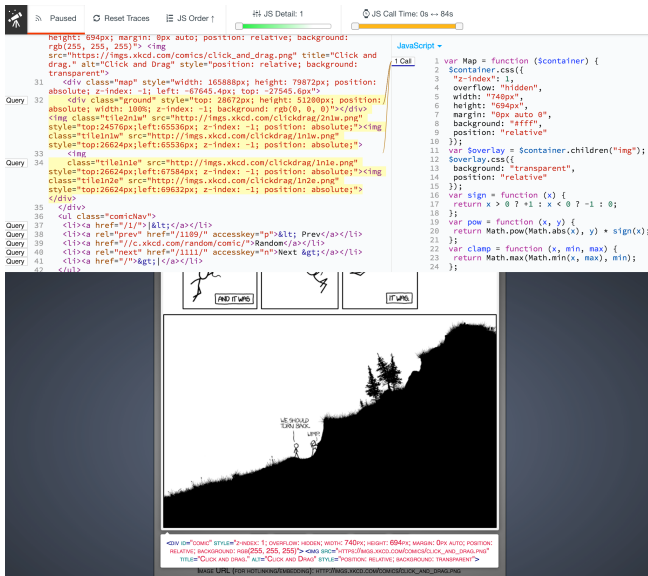 Paused
Reset Traces
JS Order ↑
JS Detail: 1
JS Call Time: 0s ↔ 84s
height: 694px; margin: 0px auto; position: relative; background:
rgb(255, 255, 255)"> <img
src="https://imgs.xkcd.com/comics/click_and_drag.png" title="Click and
drag." alt="Click and Drag" style="position: relative; background:
transparent">
31 <div class="map" style="width: 165888px; height: 79872px; position:
absolute; z-index: -1; left: -67645.4px; top: -27545.6px">
Query 32 <div class="ground" style="top: 28672px; height: 51200px; position:
absolute; width: 100%; z-index: -1; background: rgb(0, 0, 0)"></div>
<img class="tile2n1w" src="http://imgs.xkcd.com/clickdrag/2n1w.png"
style="top:24576px;left:65536px; z-index: -1; position: absolute;"><img
class="tile1n1w" src="http://imgs.xkcd.com/clickdrag/1n1w.png"
style="top:26624px;left:65536px; z-index: -1; position: absolute;">
33 <img
Query 34 class="tile1n1e" src="http://imgs.xkcd.com/clickdrag/1n1e.png"
style="top:26624px;left:67584px; z-index: -1; position: absolute;"><img
class="tile1n2e" src="http://imgs.xkcd.com/clickdrag/1n2e.png"
style="top:26624px;left:69632px; z-index: -1; position: absolute;">
</div>
35 </div>
36 <ul class="comicNav">
Query 37 <li><a href="/1/">|&lt;</a></li>
Query 38 <li><a rel="prev" href="/1109/" accesskey="p">&lt; Prev</a></li>
Query 39 <li><a href="//c.xkcd.com/random/comic/">Random</a></li>
Query 40 <li><a rel="next" href="/1111/" accesskey="n">Next &gt;</a></li>
Query 41 <li><a href="/">&gt;|</a></li>
42 </ul>
JavaScript
1 Call
1 var Map = function ($container) {
2 $container.css({
3 "z-index": 1,
4 overflow: "hidden",
5 width: "740px",
6 height: "694px",
7 margin: "0px auto 0",
8 background: "#fff",
9 position: "relative"
10 });
11 var $overlay = $container.children("img");
12 $overlay.css({
13 background: "transparent",
14 position: "relative"
15 });
16 var sign = function (x) {
17 return x > 0 ? +1 : x < 0 ? -1 : 0;
18 };
19 var pow = function (x, y) {
20 return Math.pow(Math.abs(x), y) * sign(x);
21 };
22 var clamp = function (x, min, max) {
23 return Math.max(Math.min(x, max), min);
24 };
AND IT WAS
IT WAS.
WE SHOULD
TURN BACK.
WIMP.
<div id="comic" style="z-index: 1; overflow: hidden; width: 740px; height: 694px; margin: 0px auto; position:
relative; background: rgb(255, 255, 255)"> <img src="https://imgs.xkcd.com/comics/click_and_drag.png"
title="Click and drag." alt="Click and Drag" style="position: relative; background: transparent">
Image URL (for hotlinking/embedding): http://imgs.xkcd.com/comics/click_and_drag.png